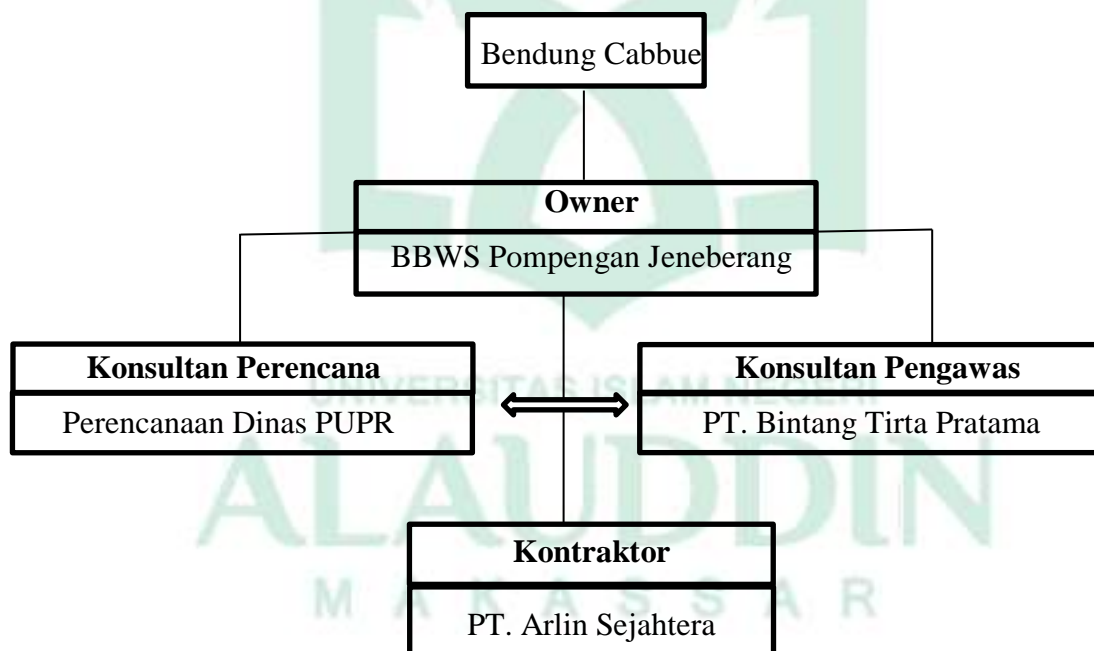 Bendung Cabbue
Owner
BBWS Pompengan Jeneberang
Konsultan Perencana
Perencanaan Dinas PUPR
Konsultan Pengawas
PT. Bintang Tirta Pratama
UNIVERSITAS ISLAM NEGERI
ALAUDDIN
MAKASSAR
Kontraktor
PT. Arlin Sejahtera